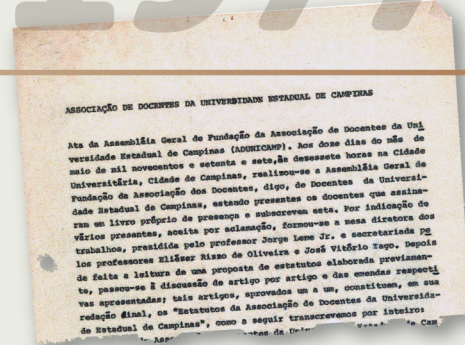 1977
ASSOCIAÇÃO DE DOCENTES DA UNIVERBIDADE ESTADUAL DE CAMPINAS
Ata da Assembléia Geral de Fundação da Associação de Docentes da Uni
versidade Estadual de Campinas (ADUNICAMP). Aos doze dias do mês de
maio de mil novecentos e setenta e sete,às dezessete horas na Cidade
Universitária, Cidade de Campinas, realizou-se a Assembléia Geral de
Fundação da Associação dos Docentes, digo, de Docentes da Universi-
dade Estadual de Campinas, estando presentes os docentes que assina-
ram em livro próprio de presença e subscrevem esta. Por indicação de
vários presentes, aceita por aclamação, formou-se a mesa diretora dos
trabalhos, presidida pelo professor Jorge Leme Jr. e secretariada pe
los professores Eliézer Rizzo de Oliveira e José Vitório Zago. Depois
de feita a leitura de uma proposta de estatutos elaborada previamen-
te, passou-se à discussão de artigo por artigo e das emendas respecti
vas apresentadas; tais artigos, aprovados um a um, constituem, em sua
redação final, os "Estatutos da Associação de Docentes da Universida-
de Estadual de Campinas", como a seguir transcrevemos por inteiro: